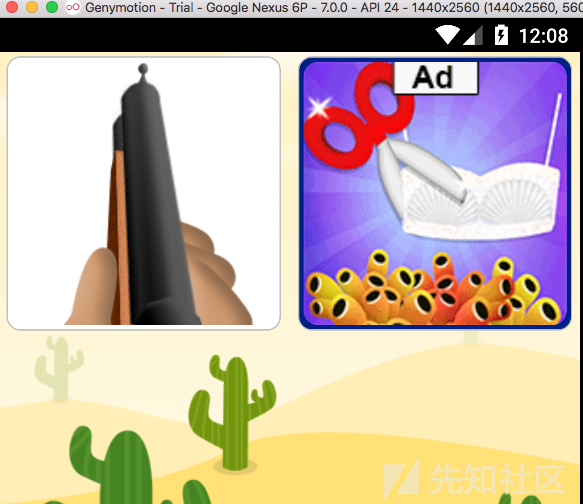 Genymotion - Trial - Google Nexus 6P - 7.0.0 - API 24 - 1440x2560 (1440x2560, 560
12:08
Ad
先知社区